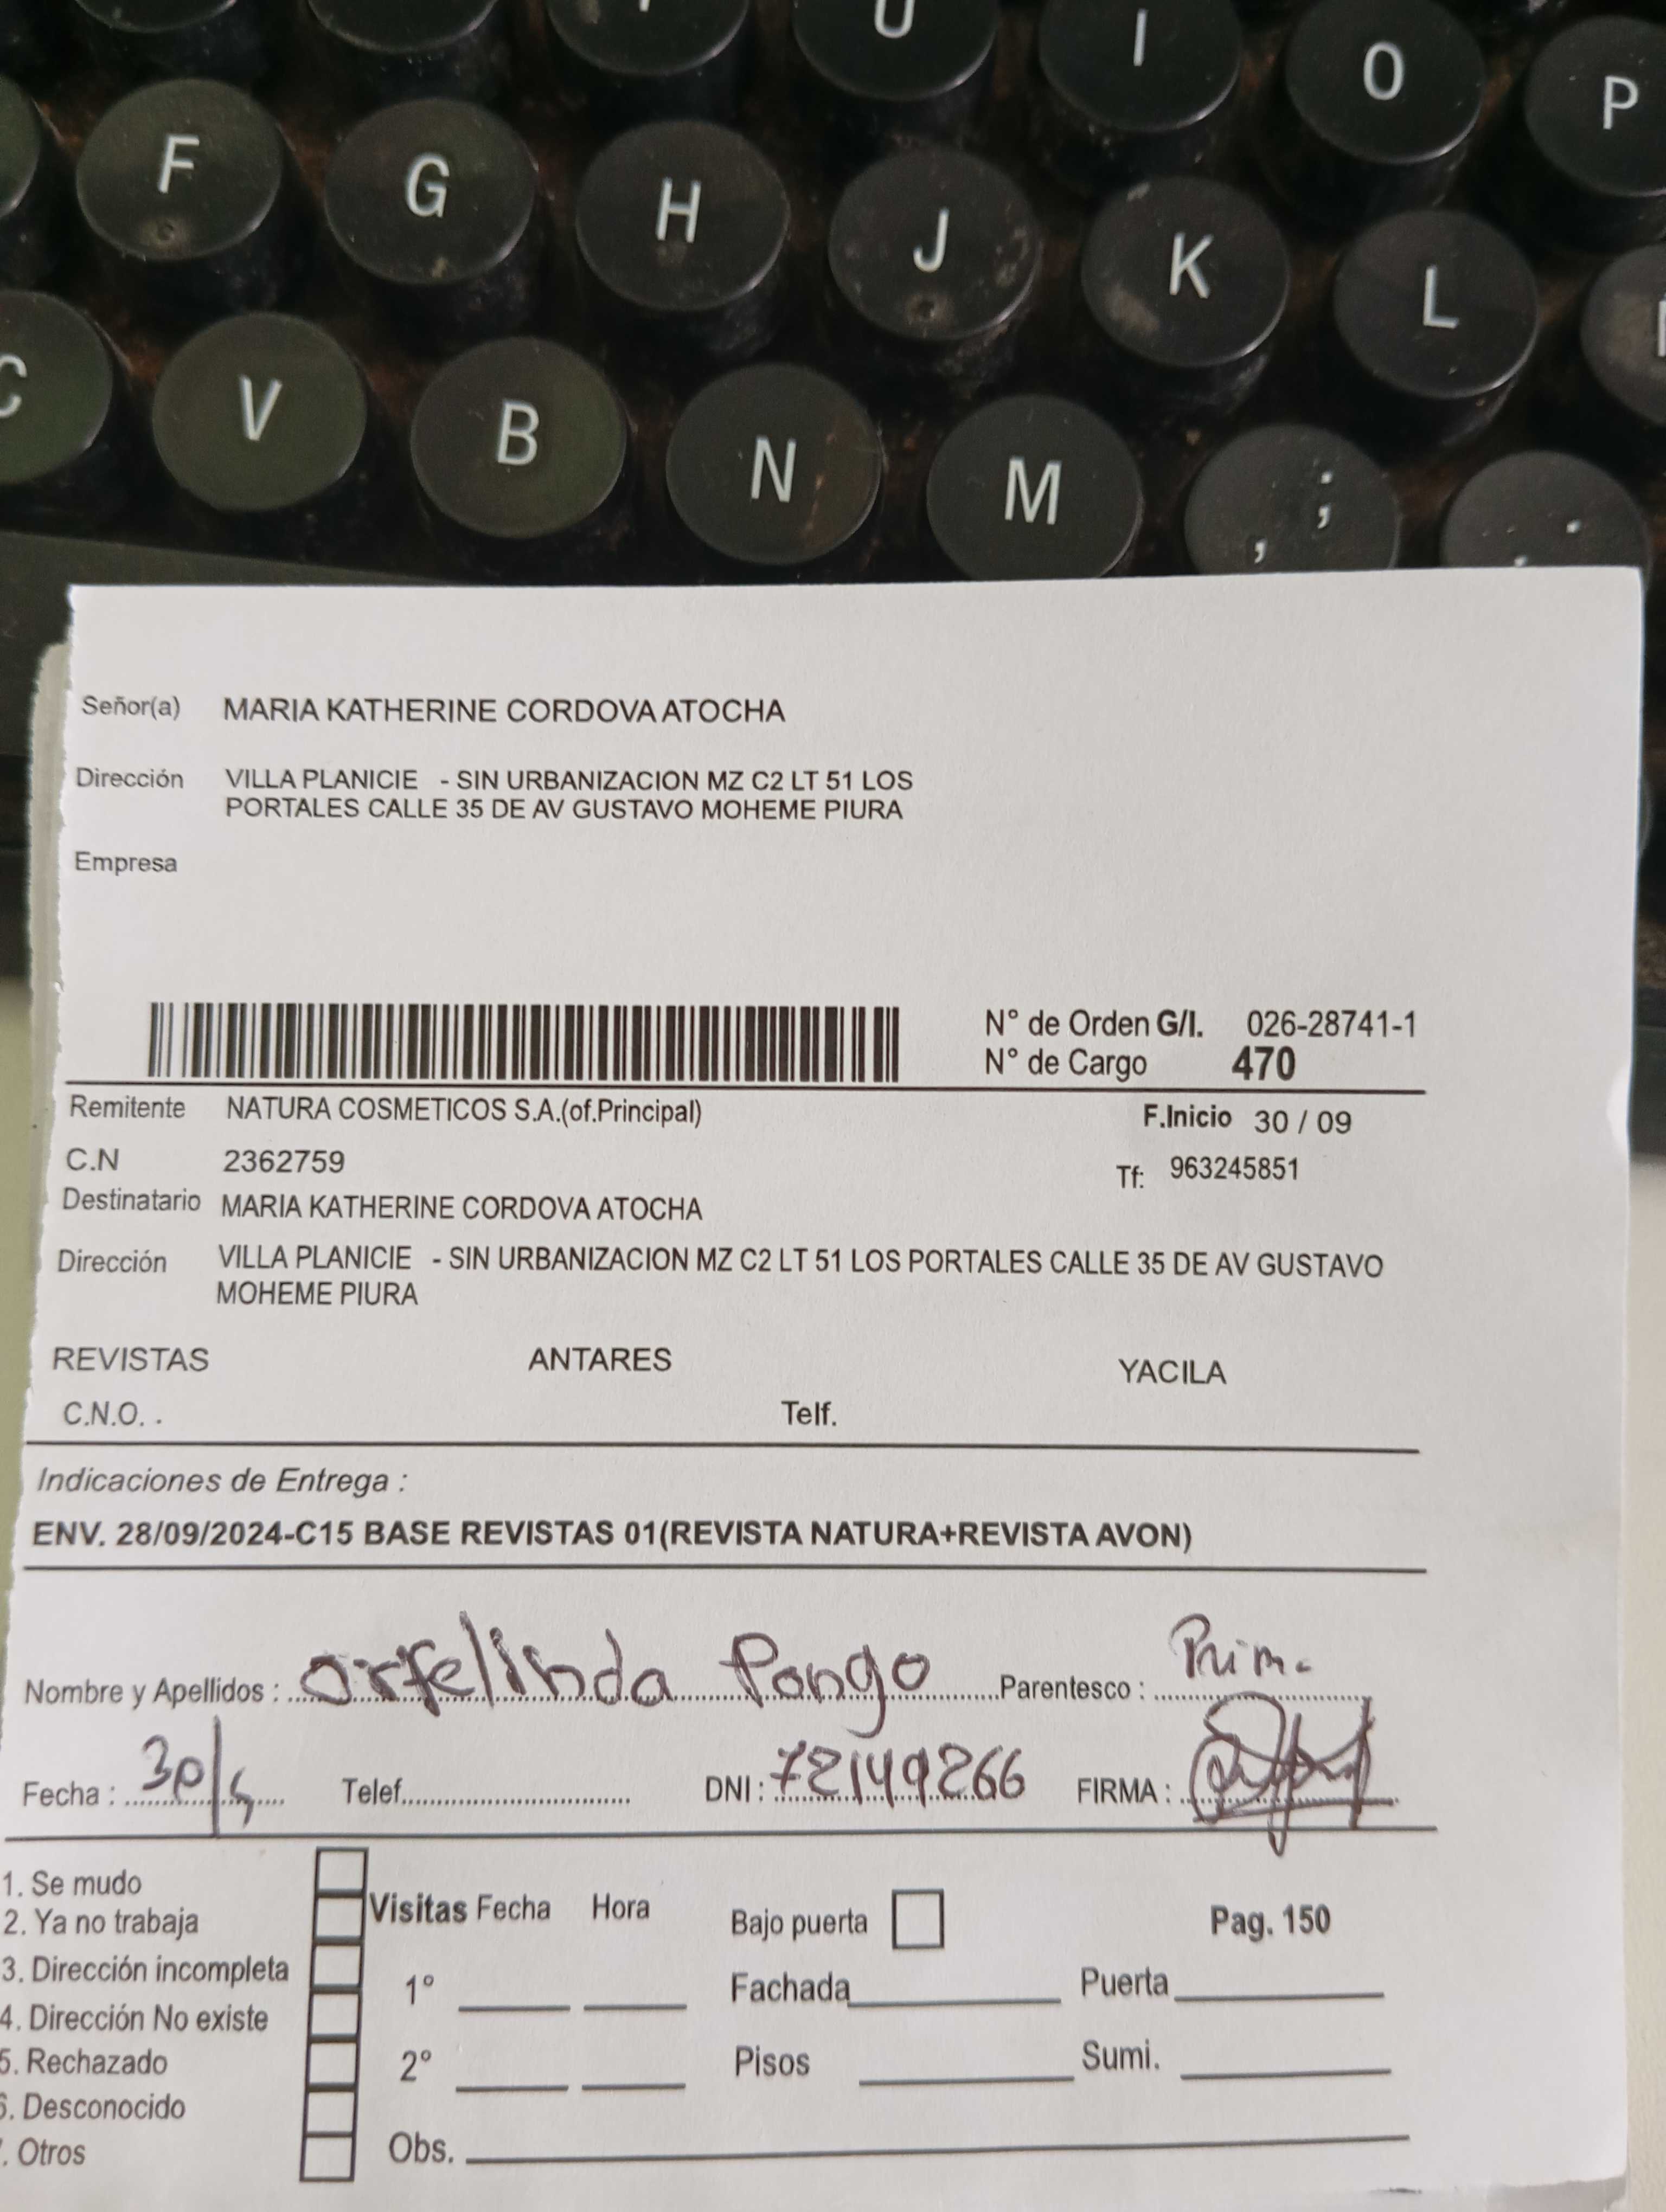 U I O P
F G H J K L
C V B N M , ; . .
Señor(a) MARIA KATHERINE CORDOVA ATOCHA
Dirección VILLA PLANICIE - SIN URBANIZACION MZ C2 LT 51 LOS
PORTALES CALLE 35 DE AV GUSTAVO MOHEME PIURA
Empresa
N° de Orden G/I. 026-28741-1
N° de Cargo 470
Remitente NATURA COSMETICOS S.A.(of.Principal) F.Inicio 30 / 09
C.N 2362759 Tf: 963245851
Destinatario MARIA KATHERINE CORDOVA ATOCHA
Dirección VILLA PLANICIE - SIN URBANIZACION MZ C2 LT 51 LOS PORTALES CALLE 35 DE AV GUSTAVO
MOHEME PIURA
REVISTAS ANTARES YACILA
C.N.O. . Telf.
Indicaciones de Entrega :
ENV. 28/09/2024-C15 BASE REVISTAS 01(REVISTA NATURA+REVISTA AVON)
Nombre y Apellidos : Orfelinda Pongo Parentesco : Prim.
Fecha : 30/9 Telef. DNI : 72149266 FIRMA :
1. Se mudo
2. Ya no trabaja Visitas Fecha Hora Bajo puerta Pag. 150
3. Dirección incompleta 1° Fachada Puerta
4. Dirección No existe
5. Rechazado 2° Pisos Sumi.
6. Desconocido
. Otros Obs.